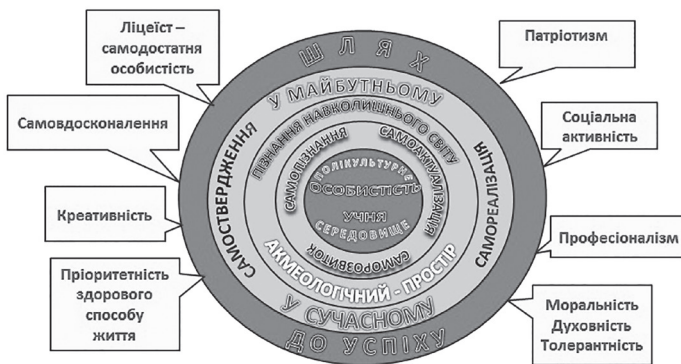 Ліцеїст –
самодостатня
особистість
Самовдосконалення
Креативність
Пріоритетність
здорового
способу
життя
Патріотизм
Соціальна
активність
Професіоналізм
Моральність
Духовність
Толерантність
ШЛЯХ
У МАЙБУТНЬОМУ
ПІЗНАННЯ НАВКОЛИШНЬОГО СВІТУ
САМОСТВЕРДЖЕННЯ
САМОПІЗНАННЯ
САМОАКТУАЛІЗАЦІЯ
САМОРЕАЛІЗАЦІЯ
ПОЛІКУЛЬТУРНЕ
ОСОБИСТІСТЬ
УЧНЯ
СЕРЕДОВИЩЕ
САМОРОЗВИТОК
АКМЕОЛОГІЧНИЙ - ПРОСТІР
У СУЧАСНОМУ
ДО УСПІХУ